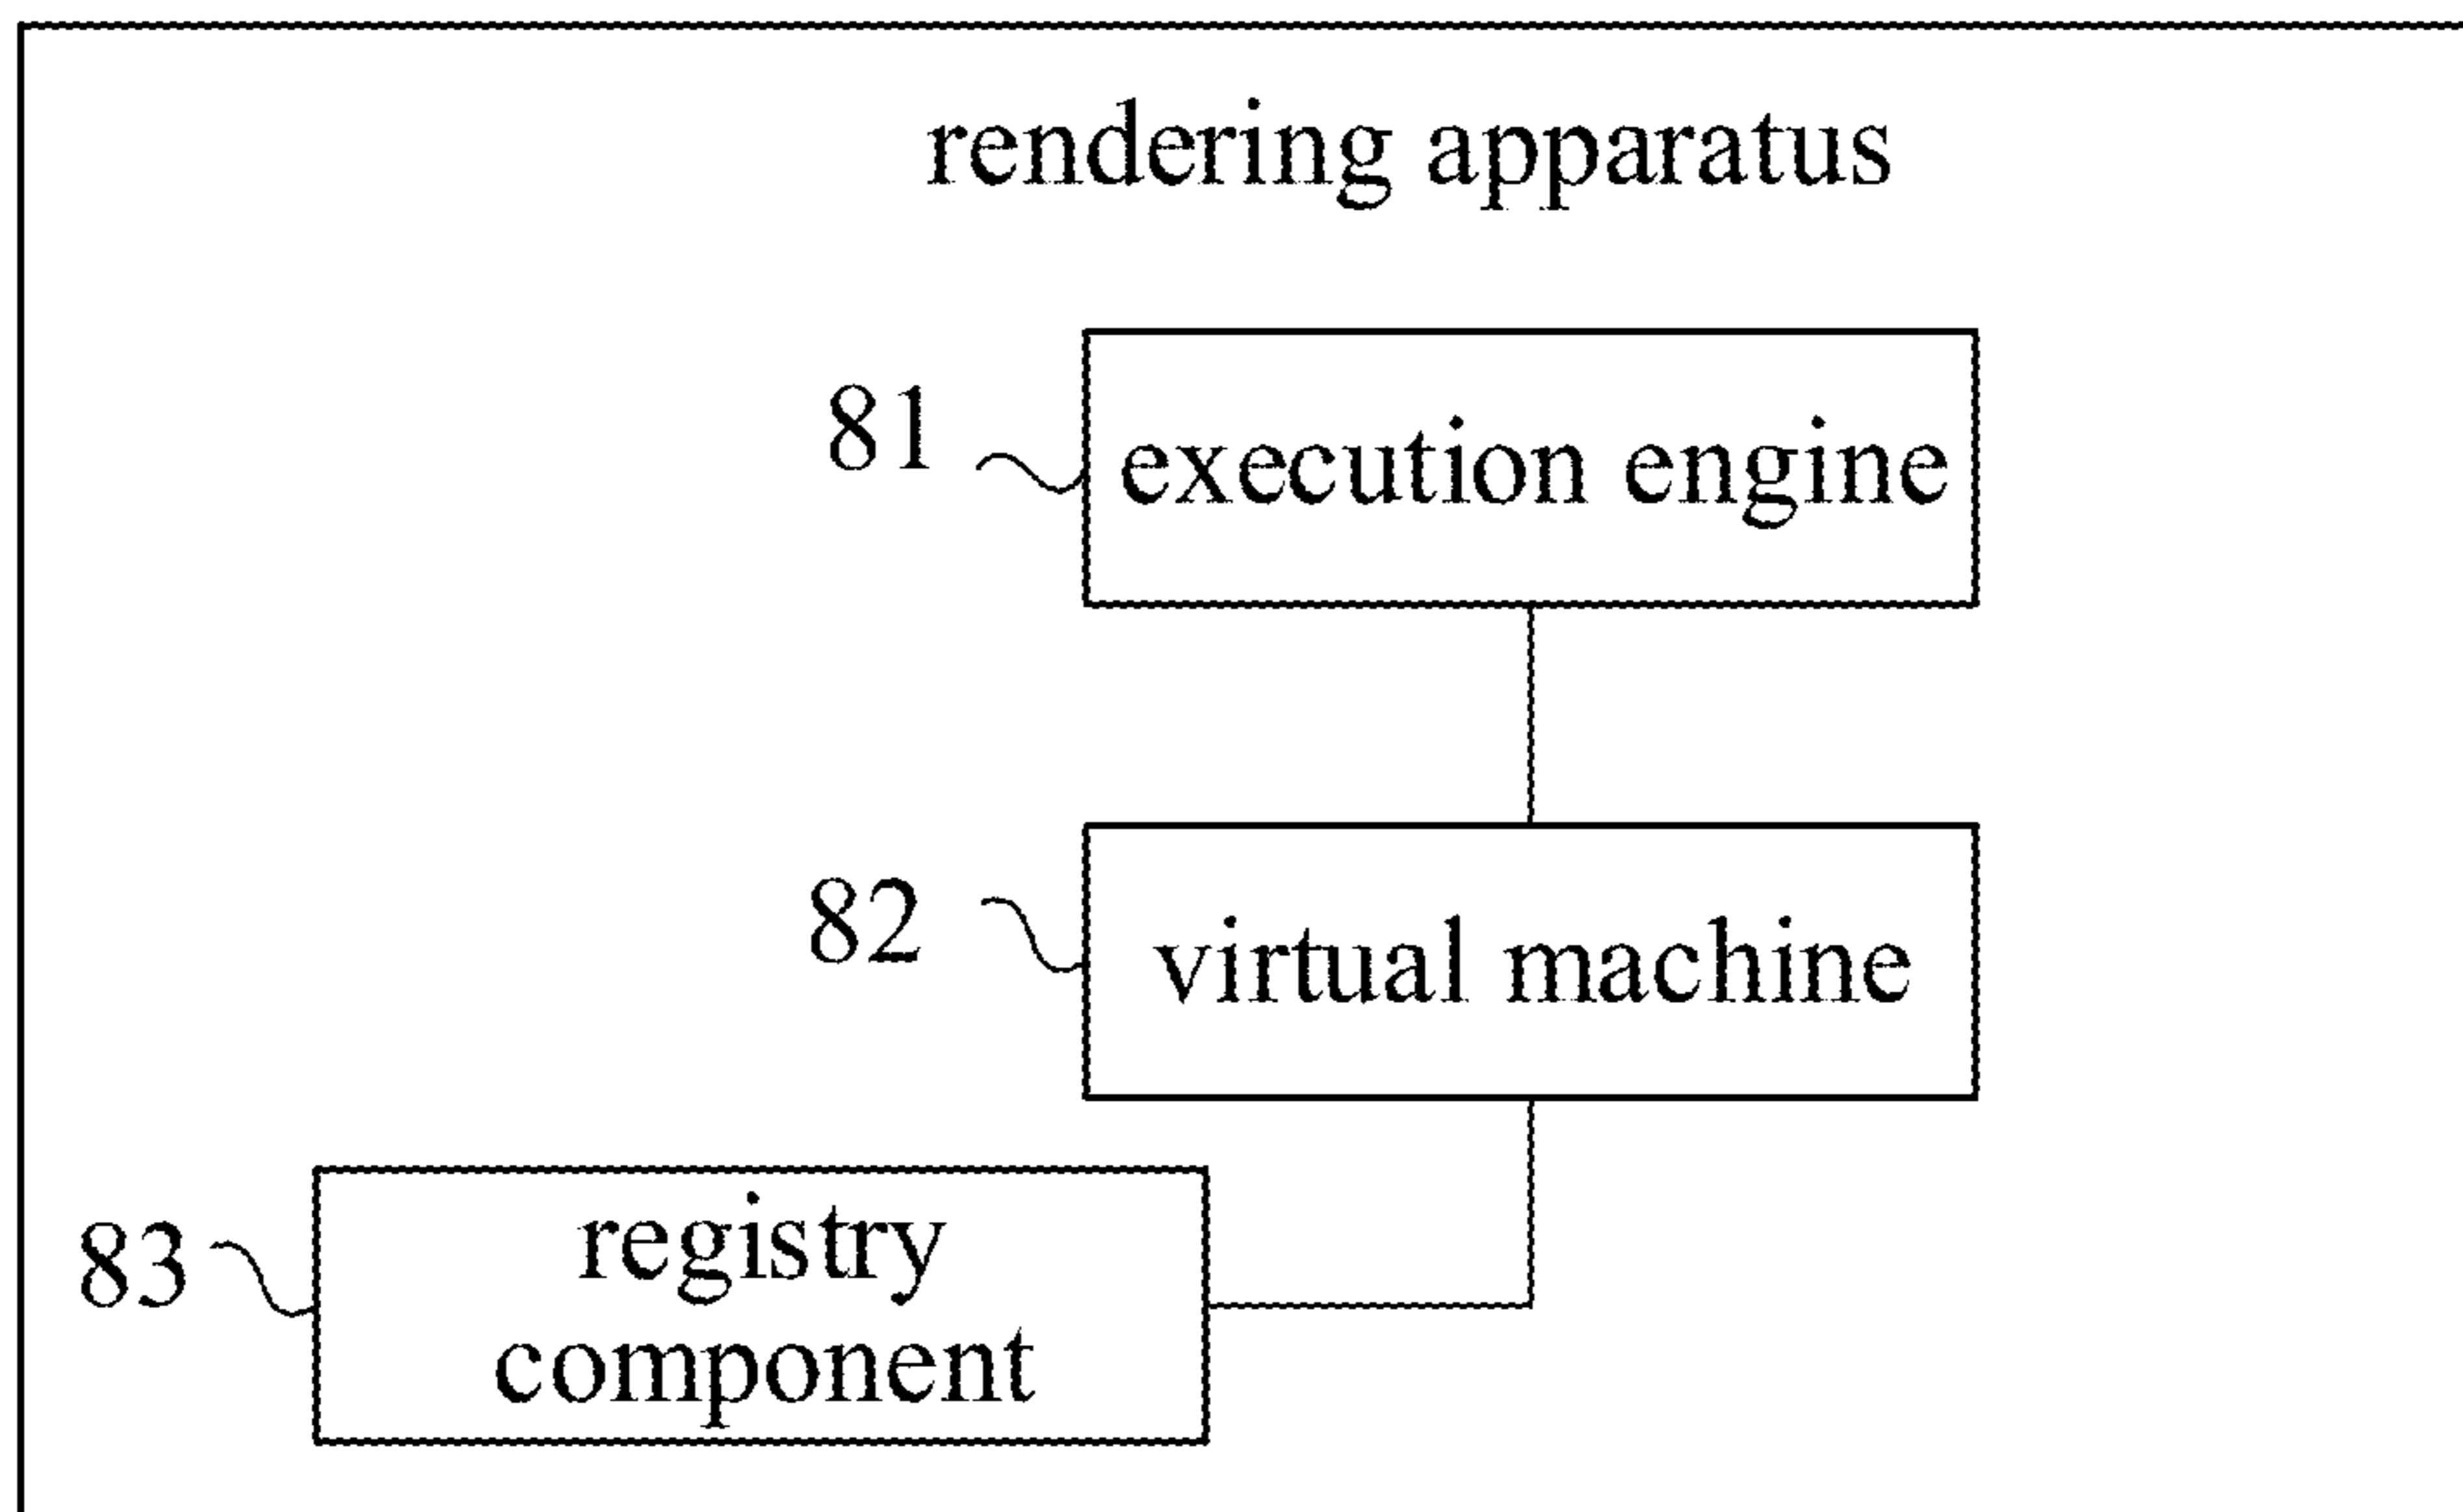 rendering apparatus
81
execution engine
82
virtual machine
83
registry
component